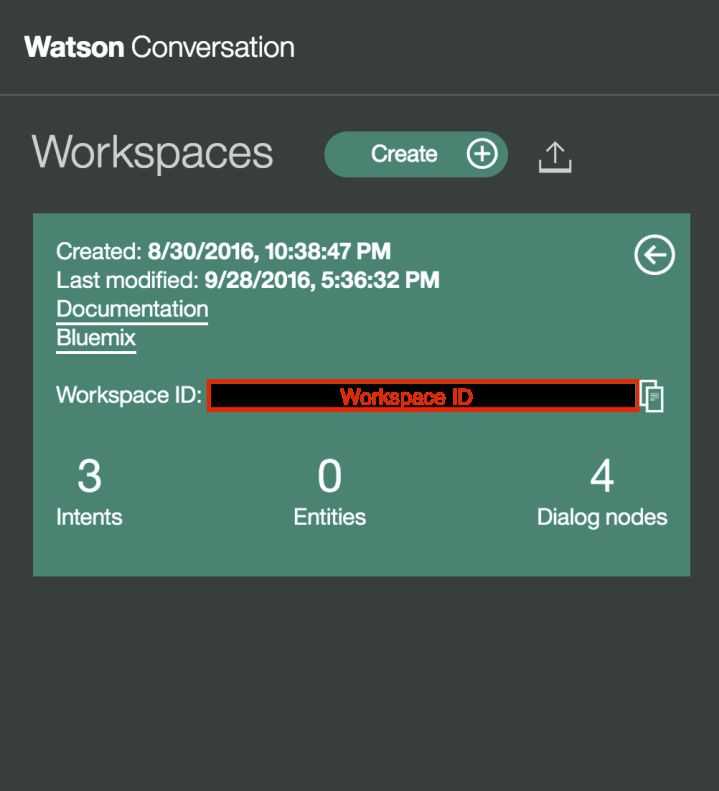 Watson Conversation
Workspaces
Create
Created: 8/30/2016, 10:38:47 PM
Last modified: 9/28/2016, 5:36:32 PM
Documentation
Bluemix
Workspace ID: Workspace ID
3 0 4
Intents Entities Dialog nodes